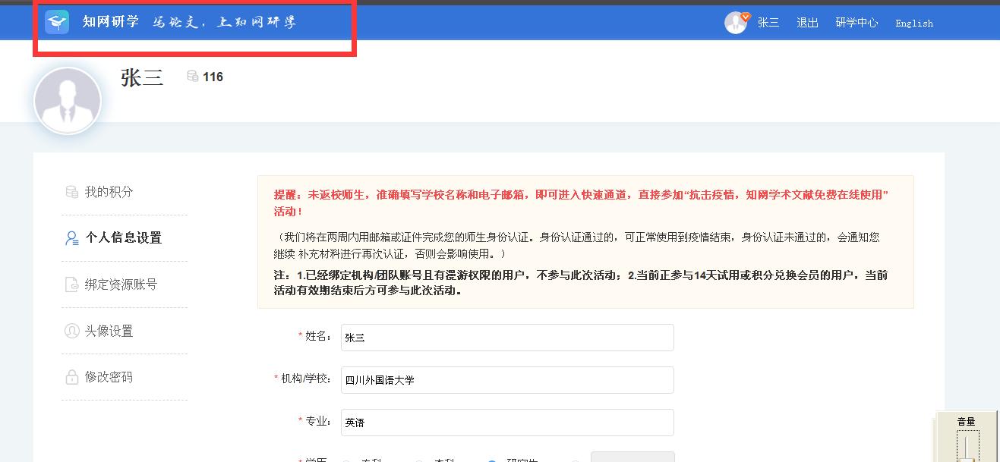 知网研学 写论文，上知网研学
张三 退出 研学中心 English
张三 116
我的积分
个人信息设置
绑定资源账号
头像设置
修改密码
提醒：未返校师生，准确填写学校名称和电子邮箱，即可进入快速通道，直接参加“抗击疫情，知网学术文献免费在线使用”
活动！
（我们将在两周内用邮箱或证件完成您的师生身份认证。身份认证通过的，可正常使用到疫情结束，身份认证未通过的，会通知您
继续 补充材料进行再次认证，否则会影响使用。）
注：1.已经绑定机构/团队账号且有漫游权限的用户，不参与此次活动；2.当前正参与14天试用或积分兑换会员的用户，当前
活动有效期结束后方可参与此次活动。
* 姓名： 张三
* 机构/学校： 四川外国语大学
* 专业： 英语
* 学历 专科 本科 研究生
音量